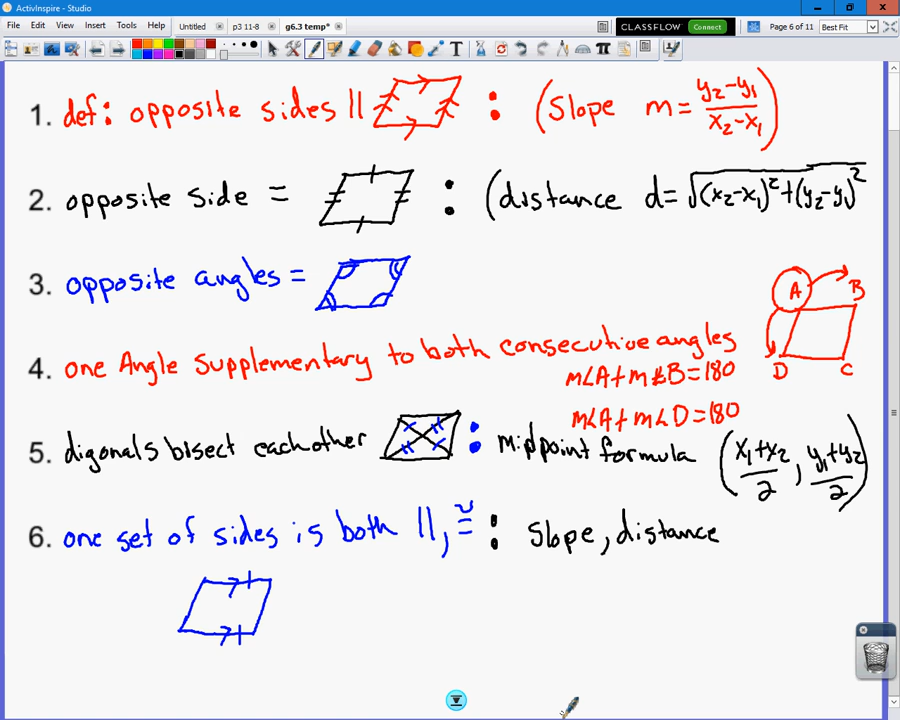 ActivInspire - Studio
File Edit View Insert Tools Help Untitled p3 11-8 g6.3 temp* CLASSFLOW Connect Page 6 of 11 Best Fit
1. def: opposite sides || : (Slope m = y₂-y₁/x₂-x₁)
2. opposite side = : (distance d=√(x₂-x₁)²+(y₂-y₁)²
3. opposite angles =
A B
D C
4. one Angle Supplementary to both consecutive angles
m∠A+m∠B=180
m∠A+m∠D=180
5. digonals bisect each other : Midpoint formula (x₁+x₂/2, y₁+y₂/2)
6. one set of sides is both ||, ≅ : Slope, distance